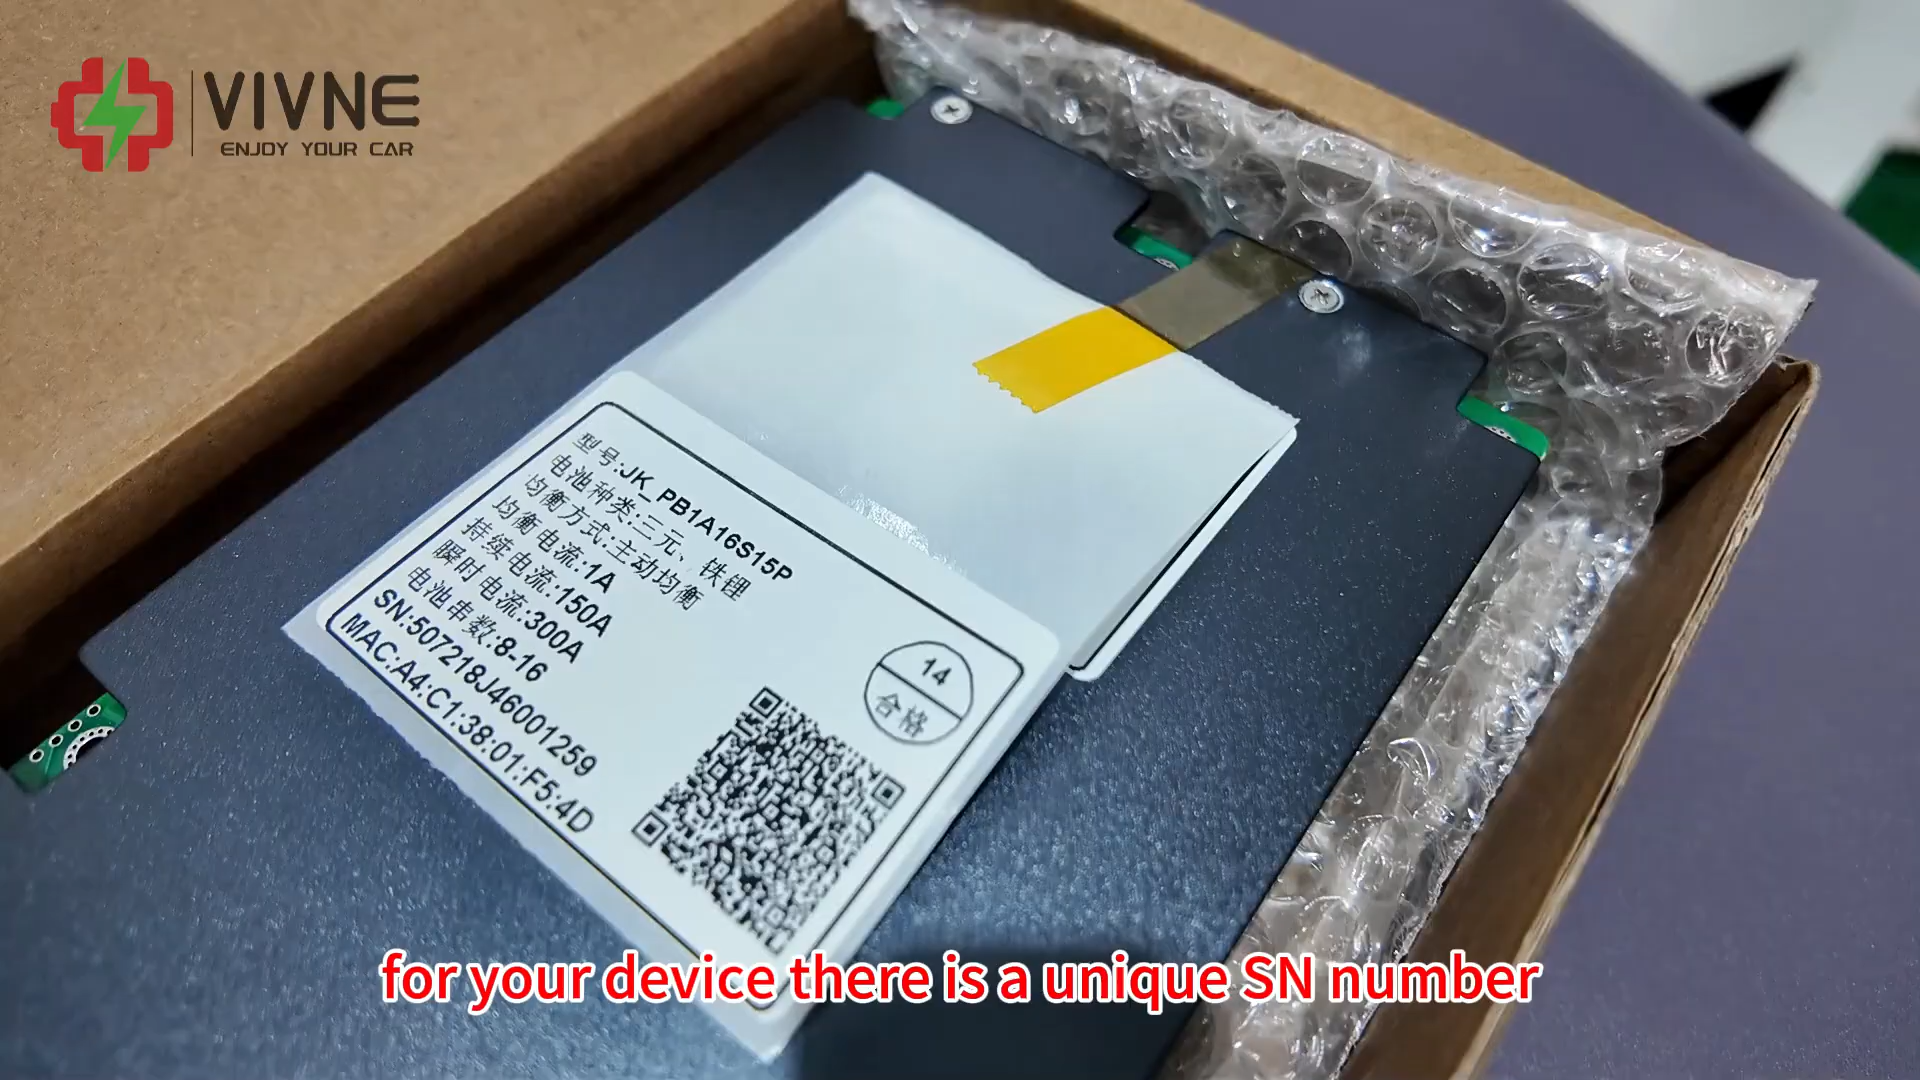 VIVNE
ENJOY YOUR CAR
型号:JK_PB1A16S15P
电池种类:三元、铁锂
均衡方式:主动均衡
均衡电流:1A
持续电流:150A
瞬时电流:300A
电池串数:8-16
SN:507218J46001259
MAC:A4:C1:38:01:F5:4D
14
合格
for your device there is a unique SN number